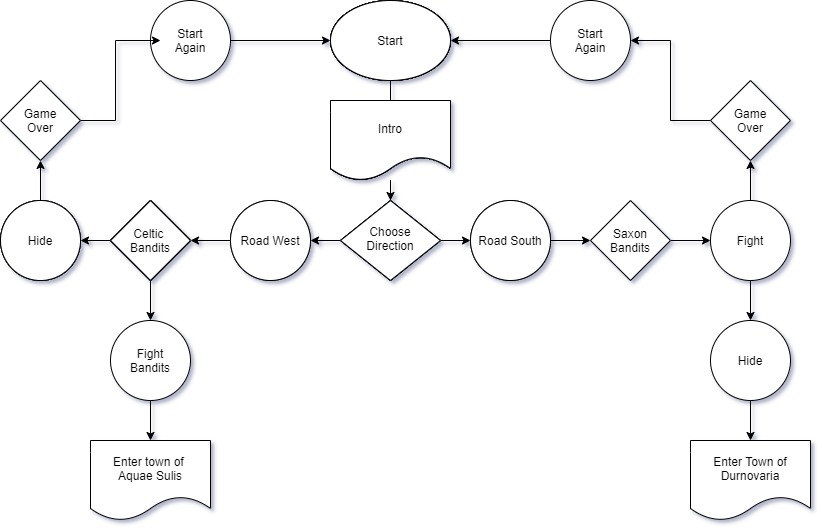 Start
Again
Start
Start
Again
Game
Over
Intro
Game
Over
Hide
Celtic
Bandits
Road West
Choose
Direction
Road South
Saxon
Bandits
Fight
Fight
Bandits
Hide
Enter town of
Aquae Sulis
Enter Town of
Durnovaria